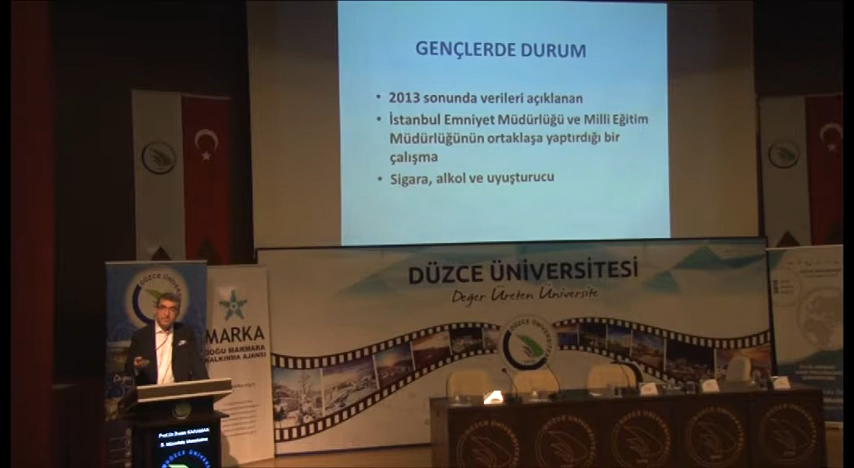 GENÇLERDE DURUM
• 2013 sonunda verileri açıklanan
• İstanbul Emniyet Müdürlüğü ve Milli Eğitim
Müdürlüğünün ortaklaşa yaptırdığı bir
çalışma
• Sigara, alkol ve uyuşturucu
DÜZCE ÜNİVERSİTESİ
Değer Üreten Üniversite
MARKA
DOĞU MARMARA
KALKINMA AJANSI